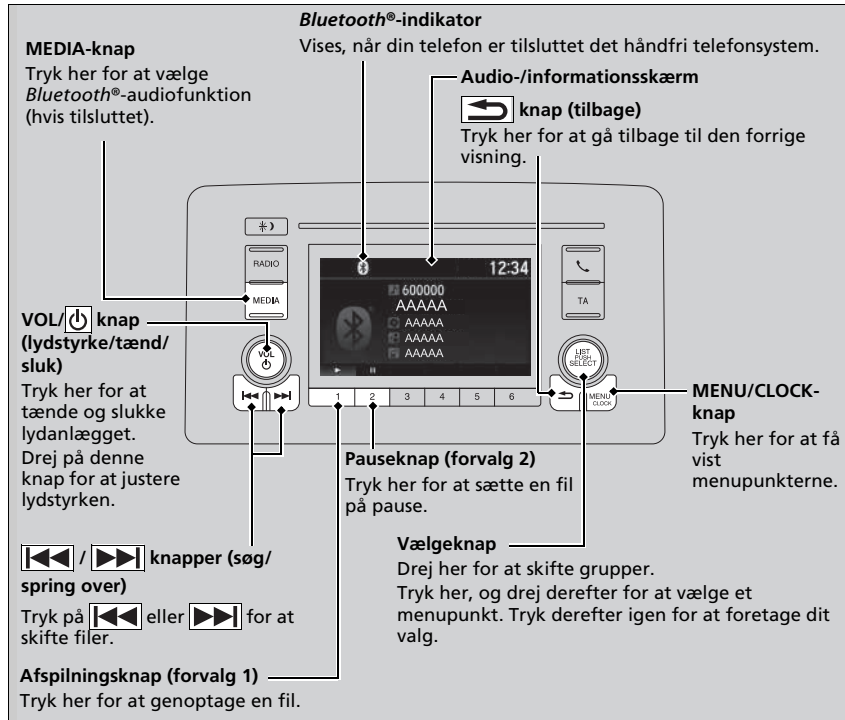 Bluetooth®-indikator
Vises, når din telefon er tilsluttet det håndfri telefonsystem.
MEDIA-knap
Tryk her for at vælge
Bluetooth®-audiofunktion
(hvis tilsluttet).
Audio-/informationsskærm
knap (tilbage)
Tryk her for at gå tilbage til den forrige
visning.
RADIO
MEDIA
12:34
600000
AAAAA
AAAAA
AAAAA
AAAAA
TA
VOL
LIST
PUSH
SELECT
1 2 3 4 5 6
MENU
CLOCK
VOL/ knap
(lydstyrke/tænd/
sluk)
Tryk her for at
tænde og slukke
lydanlægget.
Drej på denne
knap for at justere
lydstyrken.
MENU/CLOCK-
knap
Tryk her for at få
vist
menupunkterne.
Pauseknap (forvalg 2)
Tryk her for at sætte en fil
på pause.
Vælgeknap
Drej her for at skifte grupper.
Tryk her, og drej derefter for at vælge et
menupunkt. Tryk derefter igen for at foretage dit
valg.
/ knapper (søg/
spring over)
Tryk på eller for at
skifte filer.
Afspilningsknap (forvalg 1)
Tryk her for at genoptage en fil.